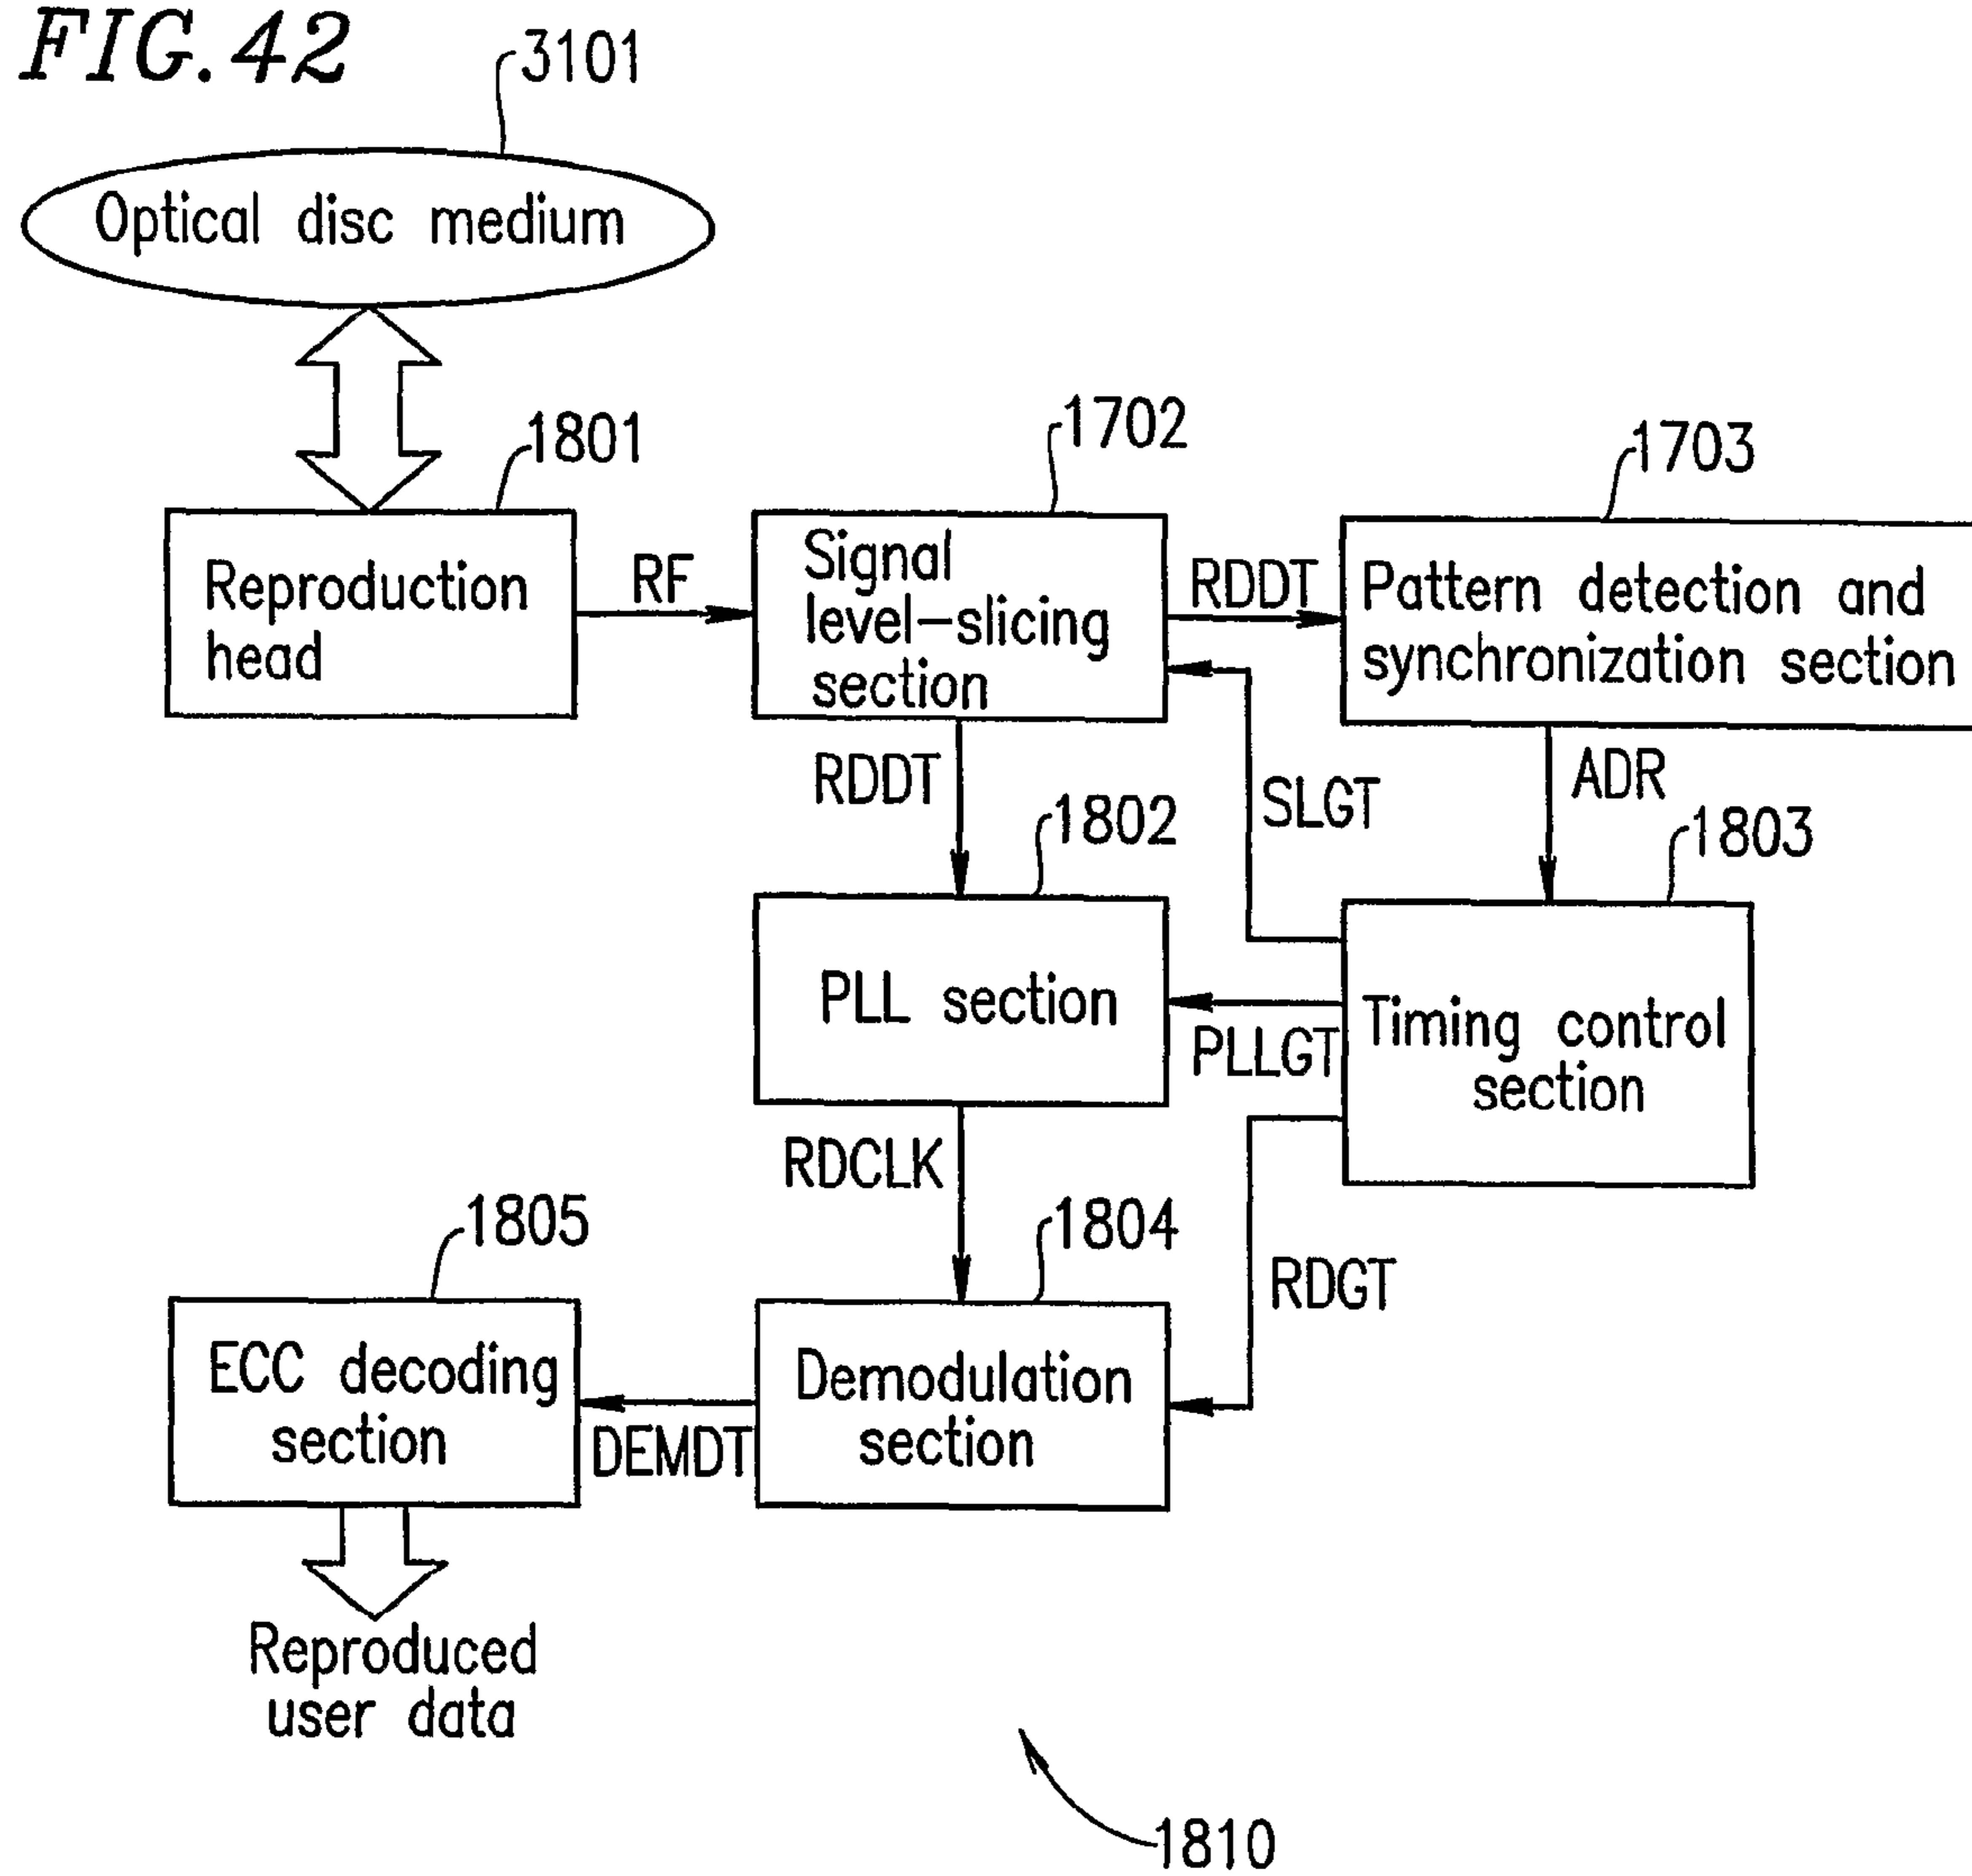 FIG. 42
3101
Optical disc medium
1801
1702
1703
Reproduction
head
RF
Signal
level-slicing
section
RDDT
Pattern detection and
synchronization section
RDDT
SLGT
ADR
1802
1803
PLL section
PLLGT
Timing control
section
RDCLK
1805
1804
RDGT
ECC decoding
section
DEMDT
Demodulation
section
Reproduced
user data
1810